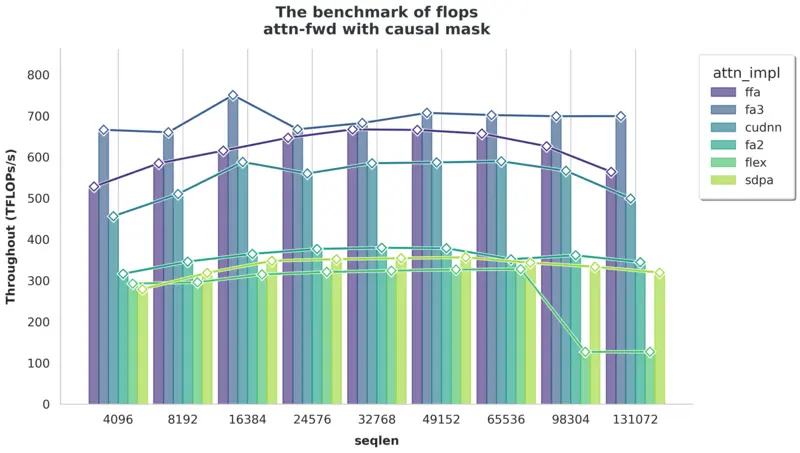 The benchmark of flops
attn-fwd with causal mask
Throughout (TFLOPs/s)
800
700
600
500
400
300
200
100
0
4096 8192 16384 24576 32768 49152 65536 98304 131072
seqlen
attn_impl
ffa
fa3
cudnn
fa2
flex
sdpa